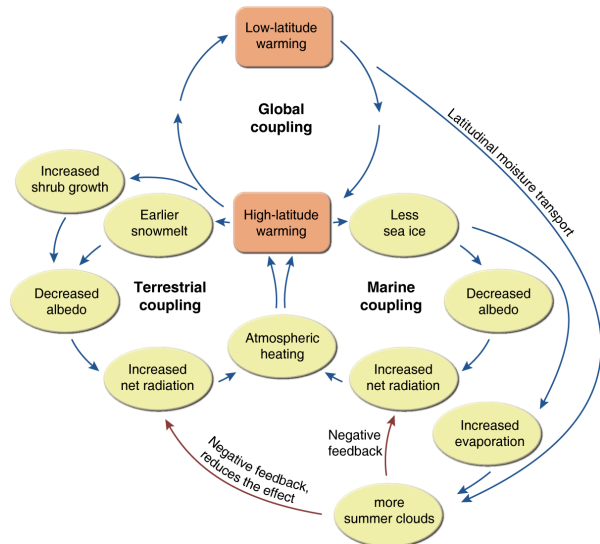 Low-latitude
warming
Global
coupling
Latitudinal moisture transport
Increased
shrub growth
Earlier
snowmelt
High-latitude
warming
Less
sea ice
Decreased
albedo
Terrestrial
coupling
Marine
coupling
Decreased
albedo
Atmospheric
heating
Increased
net radiation
Increased
net radiation
Increased
evaporation
Negative feedback,
reduces the effect
Negative
feedback
more
summer clouds